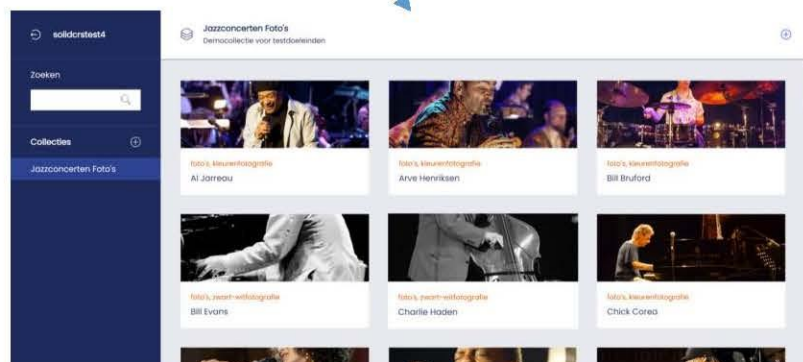 solidcrstest4
Zoeken
Collecties
Jazzconcerten Foto's
Jazzconcerten Foto's
Democollectie voor testdoeleinden
foto's, kleurenfotografie
Al Jarreau
foto's, kleurenfotografie
Arve Henriksen
foto's, kleurenfotografie
Bill Bruford
foto's, zwart-witfotografie
Bill Evans
foto's, zwart-witfotografie
Charlie Haden
foto's, kleurenfotografie
Chick Corea